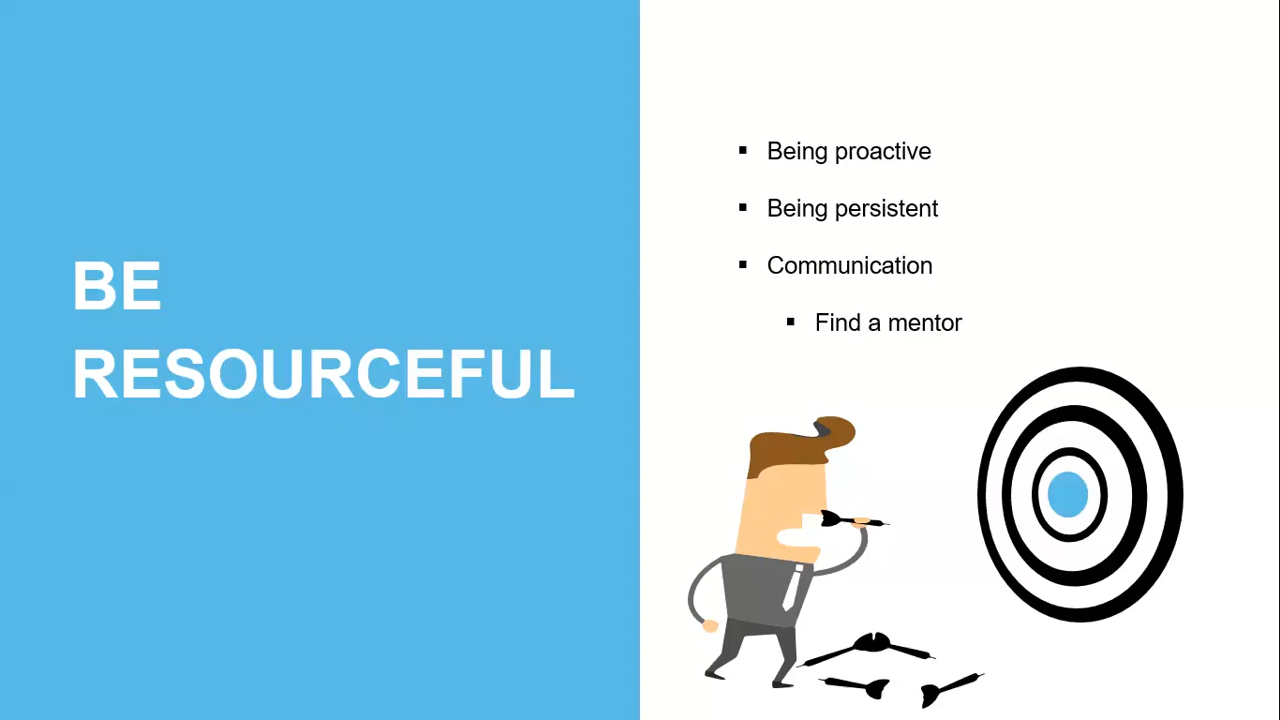 BE
RESOURCEFUL
▪ Being proactive
▪ Being persistent
▪ Communication
▪ Find a mentor